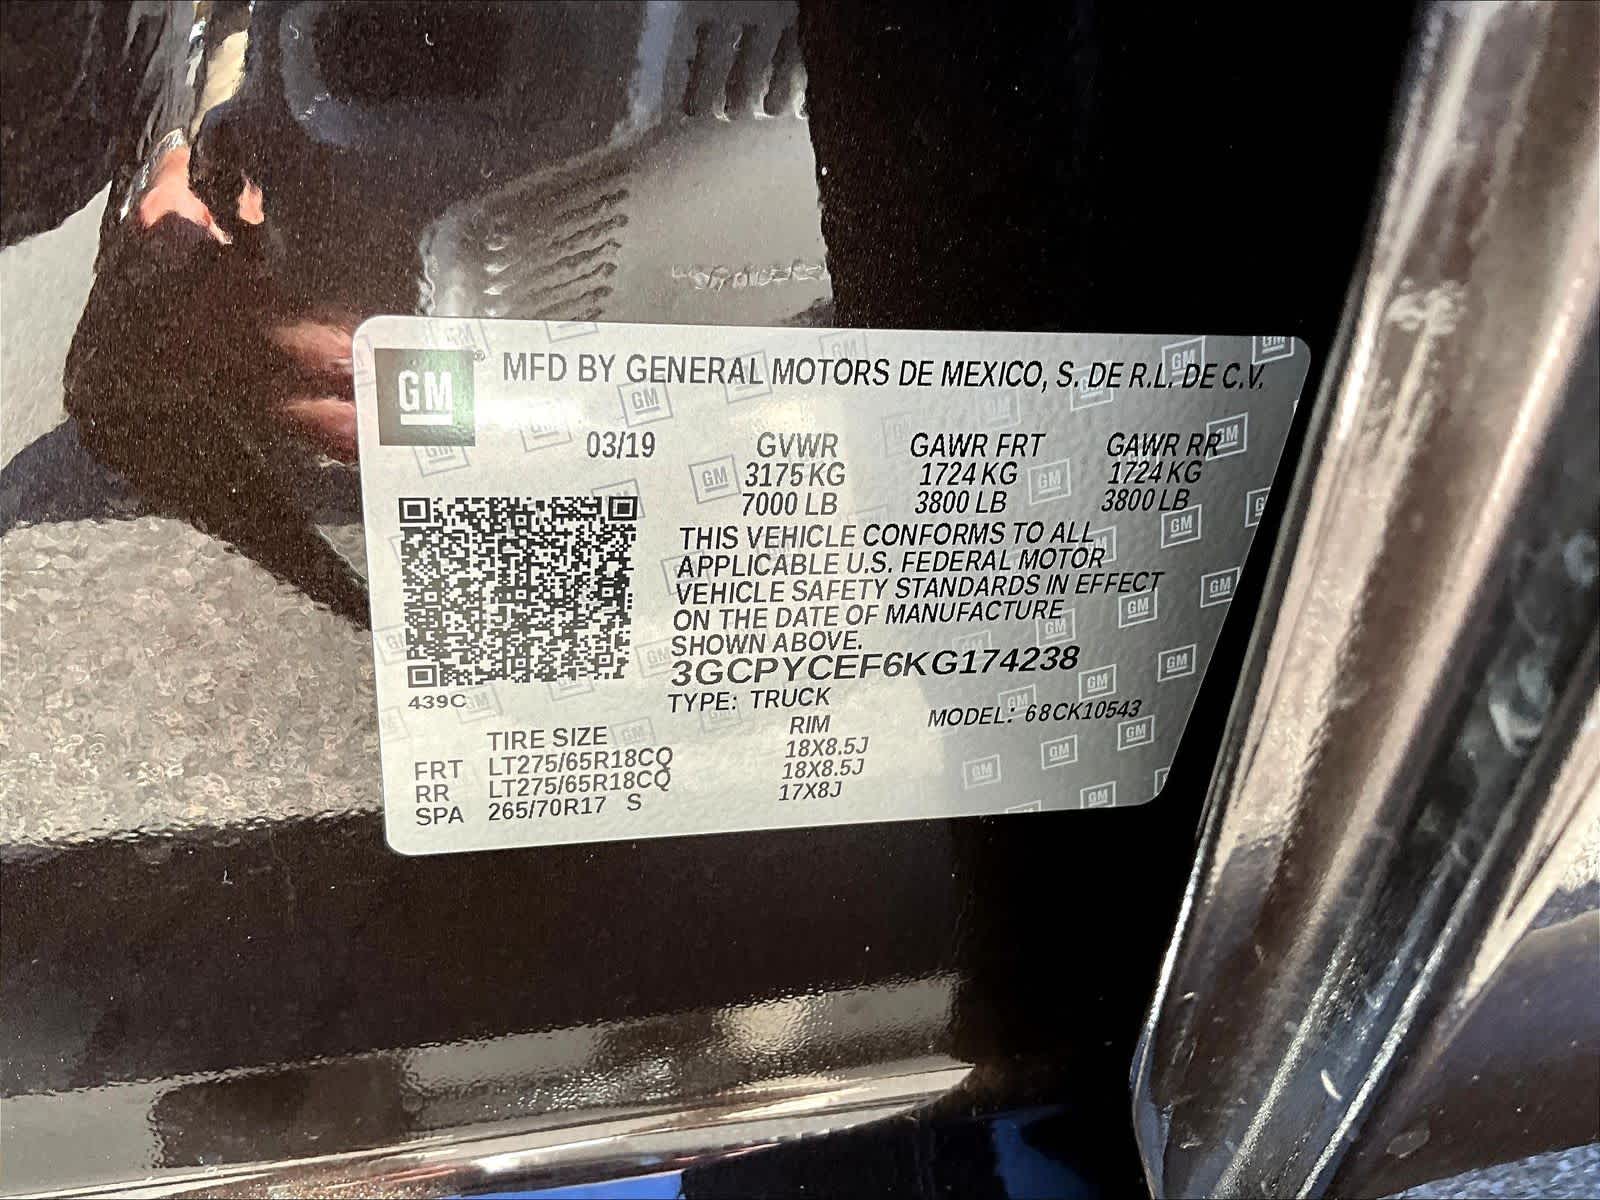 GM
MFD BY GENERAL MOTORS DE MEXICO, S. DE R.L. DE C.V.
03/19 GVWR GAWR FRT GAWR RR
3175 KG 1724 KG 1724 KG
7000 LB 3800 LB 3800 LB
THIS VEHICLE CONFORMS TO ALL
APPLICABLE U.S. FEDERAL MOTOR
VEHICLE SAFETY STANDARDS IN EFFECT
ON THE DATE OF MANUFACTURE
SHOWN ABOVE.
3GCPYCEF6KG174238
439C
TYPE: TRUCK MODEL: 68CK10543
TIRE SIZE RIM
FRT LT275/65R18CQ 18X8.5J
RR LT275/65R18CQ 18X8.5J
SPA 265/70R17 S 17X8J